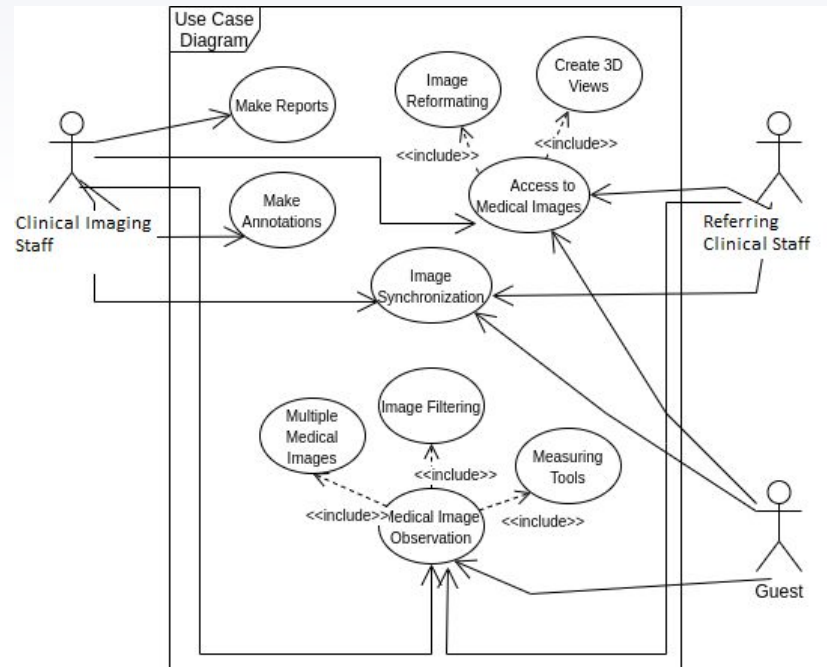 Use Case
Diagram
Create 3D
Views
Image
Reformating
Make Reports
<<include>>
<<include>>
Access to
Medical Images
Make
Annotations
Clinical Imaging
Staff
Referring
Clinical Staff
Image
Synchronization
Image Filtering
Multiple
Medical
Images
Measuring
Tools
<<include>>
<<include>>
<<include>>
Medical Image
Observation
Guest